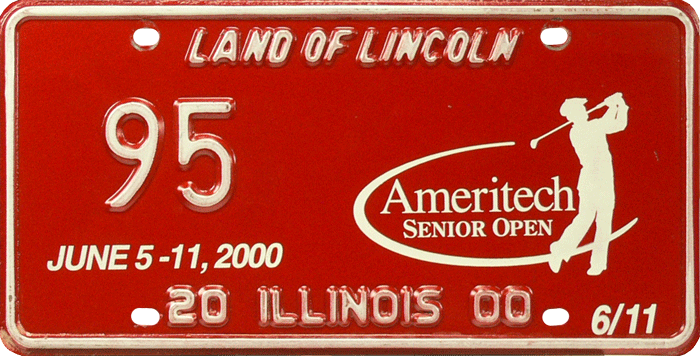 LAND OF LINCOLN
95
Ameritech
SENIOR OPEN
JUNE 5-11, 2000
20 ILLINOIS 00
6/11